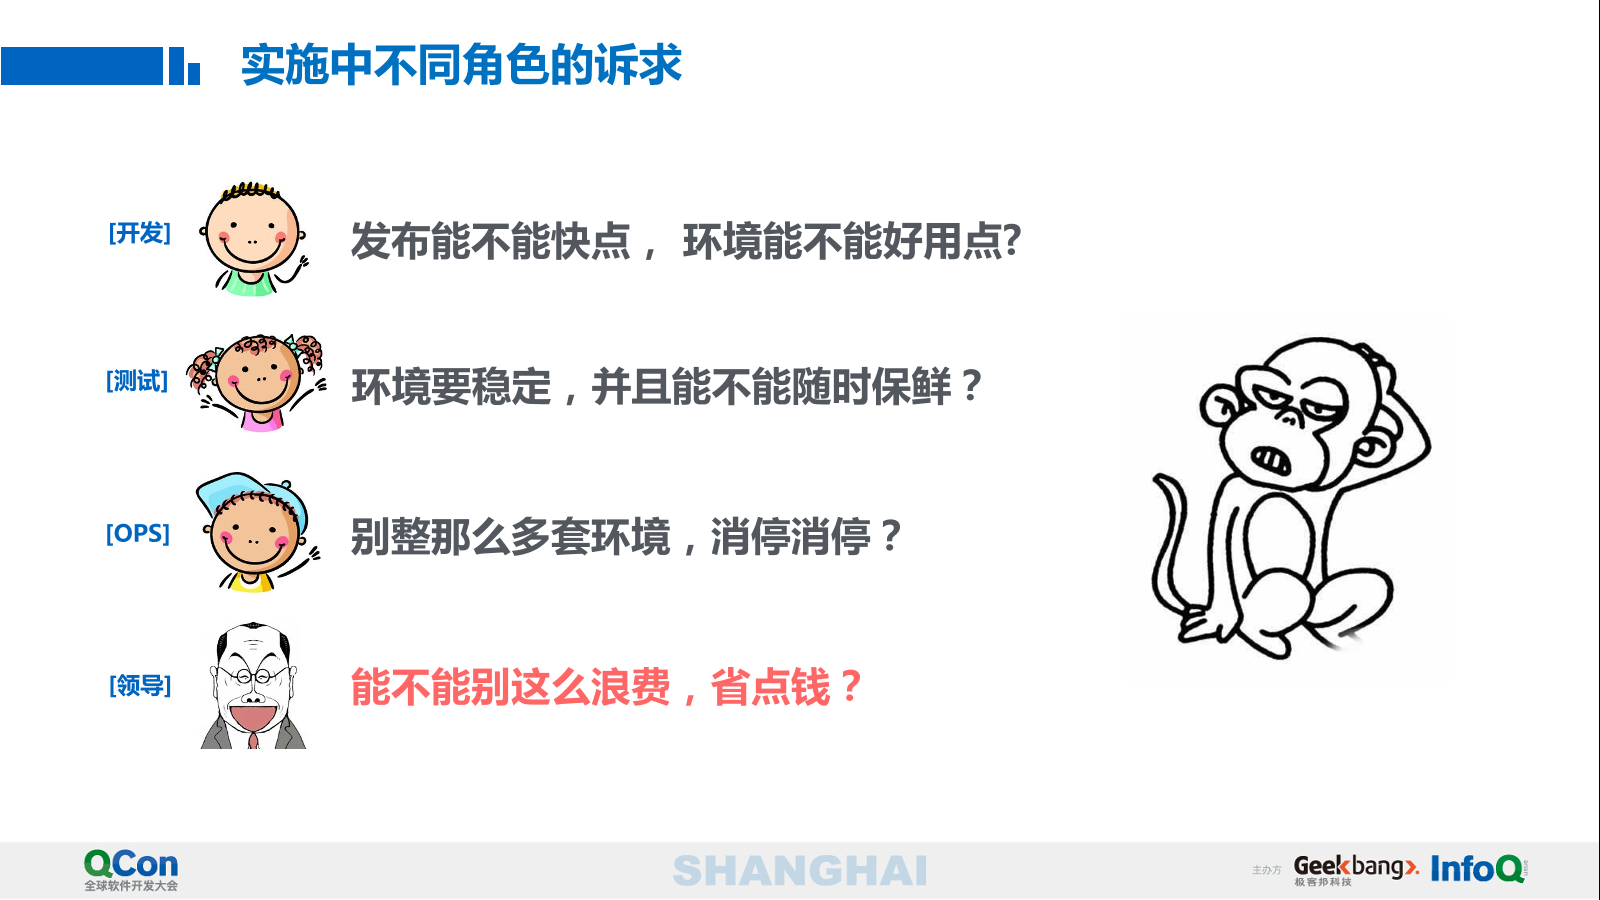 实施中不同角色的诉求
[开发]
发布能不能快点， 环境能不能好用点?
[测试]
环境要稳定，并且能不能随时保鲜？
[OPS]
别整那么多套环境，消停消停？
[领导]
能不能别这么浪费，省点钱？
QCon
全球软件开发大会
SHANGHAI
主办方
Geekbang>.
极客邦科技
InfoQ